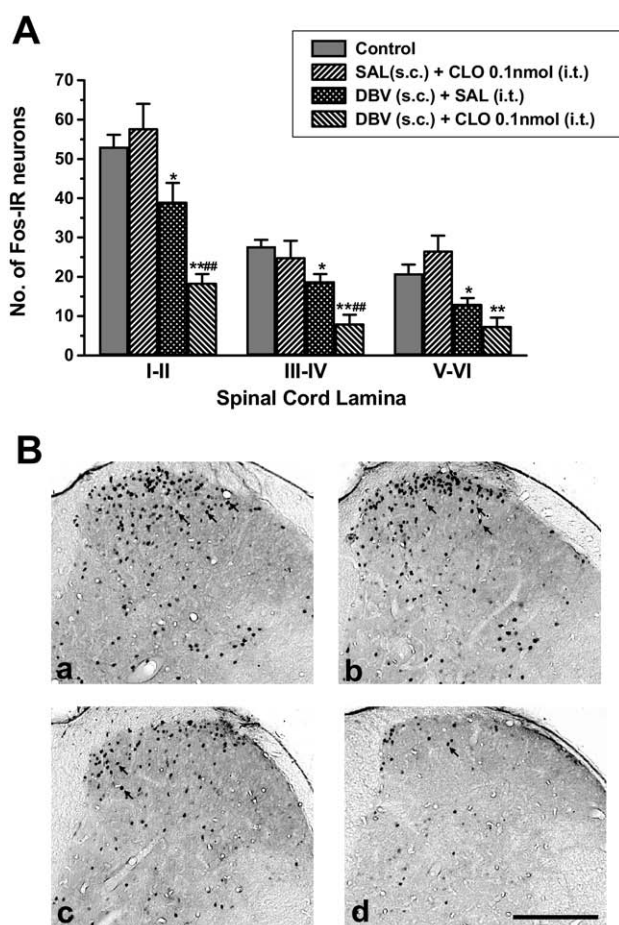 A
Control
SAL(s.c.) + CLO 0.1nmol (i.t.)
DBV (s.c.) + SAL (i.t.)
DBV (s.c.) + CLO 0.1nmol (i.t.)
No. of Fos-IR neurons
70
60
50
40
30
20
10
0
*
**##
*
**##
*
**
I-II
III-IV
V-VI
Spinal Cord Lamina
B
a
b
c
d